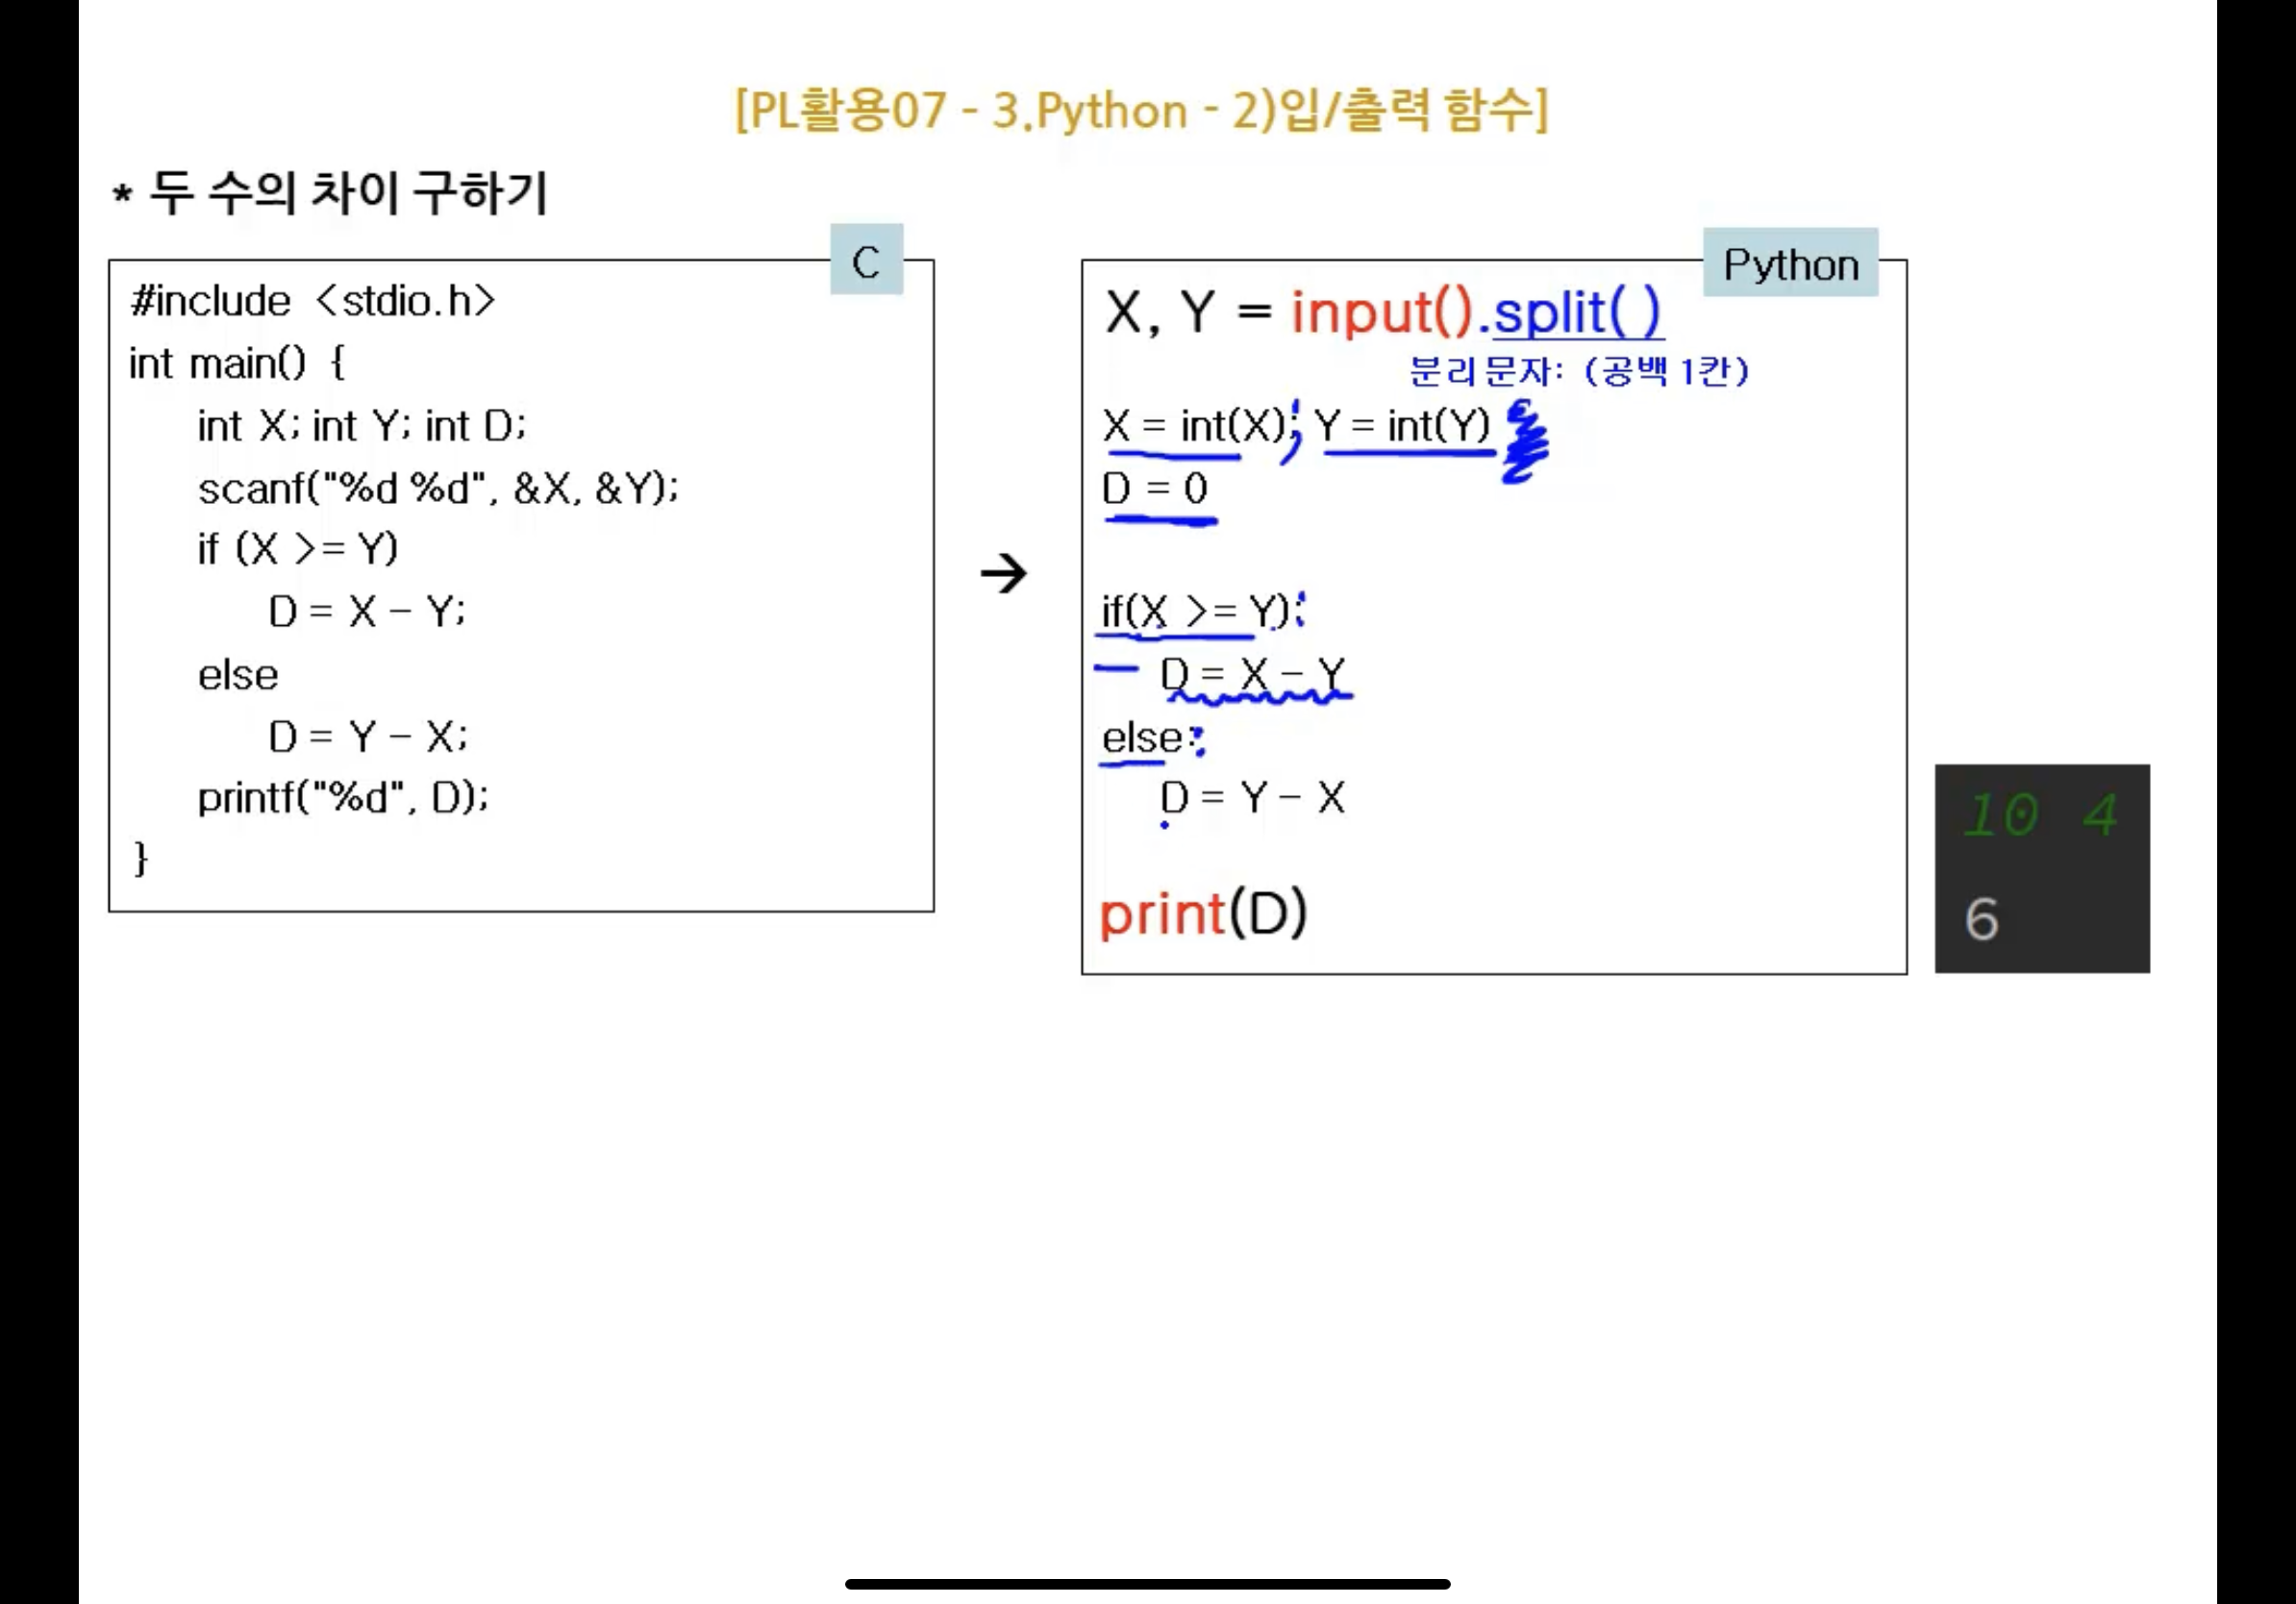 [PL활용07 - 3.Python - 2)입/출력 함수]
* 두 수의 차이 구하기
C
#include <stdio.h>
int main() {
int X; int Y; int D;
scanf("%d %d", &X, &Y);
if (X >= Y)
D = X - Y;
else
D = Y - X;
printf("%d", D);
}
→
Python
X, Y = input().split( )
분리 문자: (공백 1칸)
X = int(X); Y = int(Y)
D = 0
if(X >= Y):
D = X - Y
else:
D = Y - X
print(D)
10 4
6